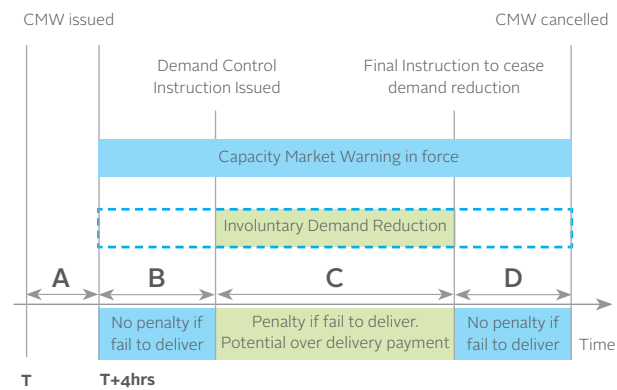 CMW issued
CMW cancelled
Demand Control
Instruction Issued
Final Instruction to cease
demand reduction
Capacity Market Warning in force
Involuntary Demand Reduction
A
B
C
D
No penalty if
fail to deliver
Penalty if fail to deliver.
Potential over delivery payment
No penalty if
fail to deliver
Time
T
T+4hrs